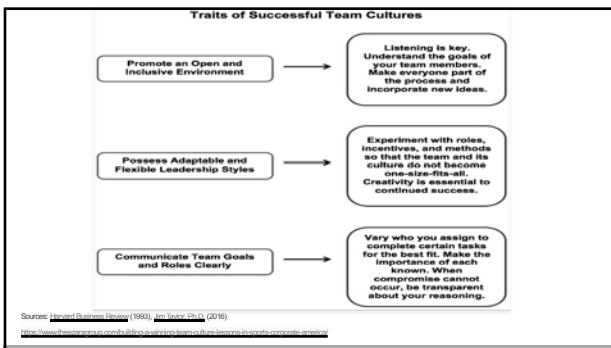 Traits of Successful Team Cultures
Promote an Open and
Inclusive Environment
Listening is key.
Understand the goals of
your team members.
Make everyone part of
the process and
incorporate new ideas.
Possess Adaptable and
Flexible Leadership Styles
Experiment with roles,
incentives, and methods
so that the team and its
culture do not become
one-size-fits-all.
Creativity is essential to
continued success.
Communicate Team Goals
and Roles Clearly
Vary who you assign to
complete certain tasks
for the best fit. Make the
importance of each
known. When
compromise cannot
occur, be transparent
about your reasoning.
Sources: Harvard Business Review (1993), Jim Taylor, Ph.D. (2016)
https://www.theazaragroup.com/building-a-winning-team-culture-lessons-in-sports-corporate-america/